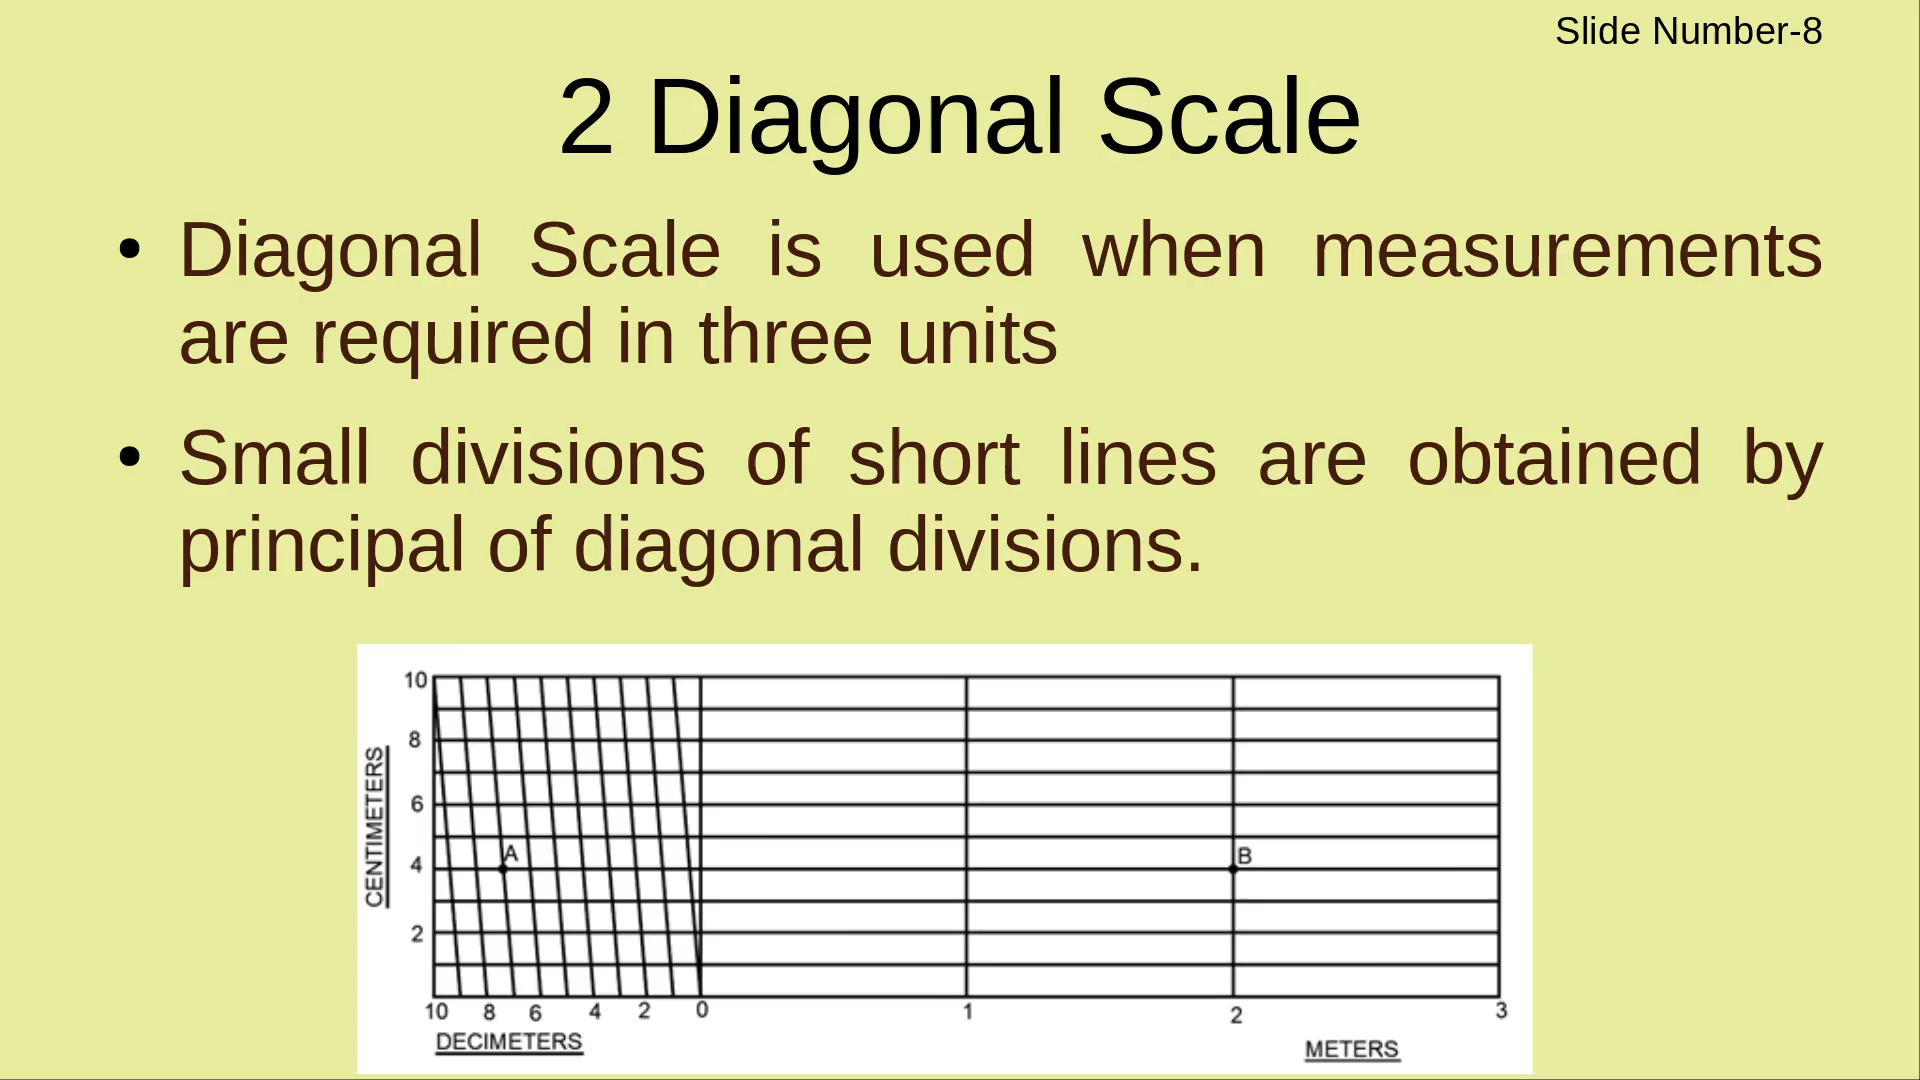 Slide Number-8
2 Diagonal Scale
• Diagonal Scale is used when measurements
are required in three units
• Small divisions of short lines are obtained by
principal of diagonal divisions.
10
8
6
4
2
CENTIMETERS
A
B
10 8 6 4 2 0 1 2 3
DECIMETERS
METERS